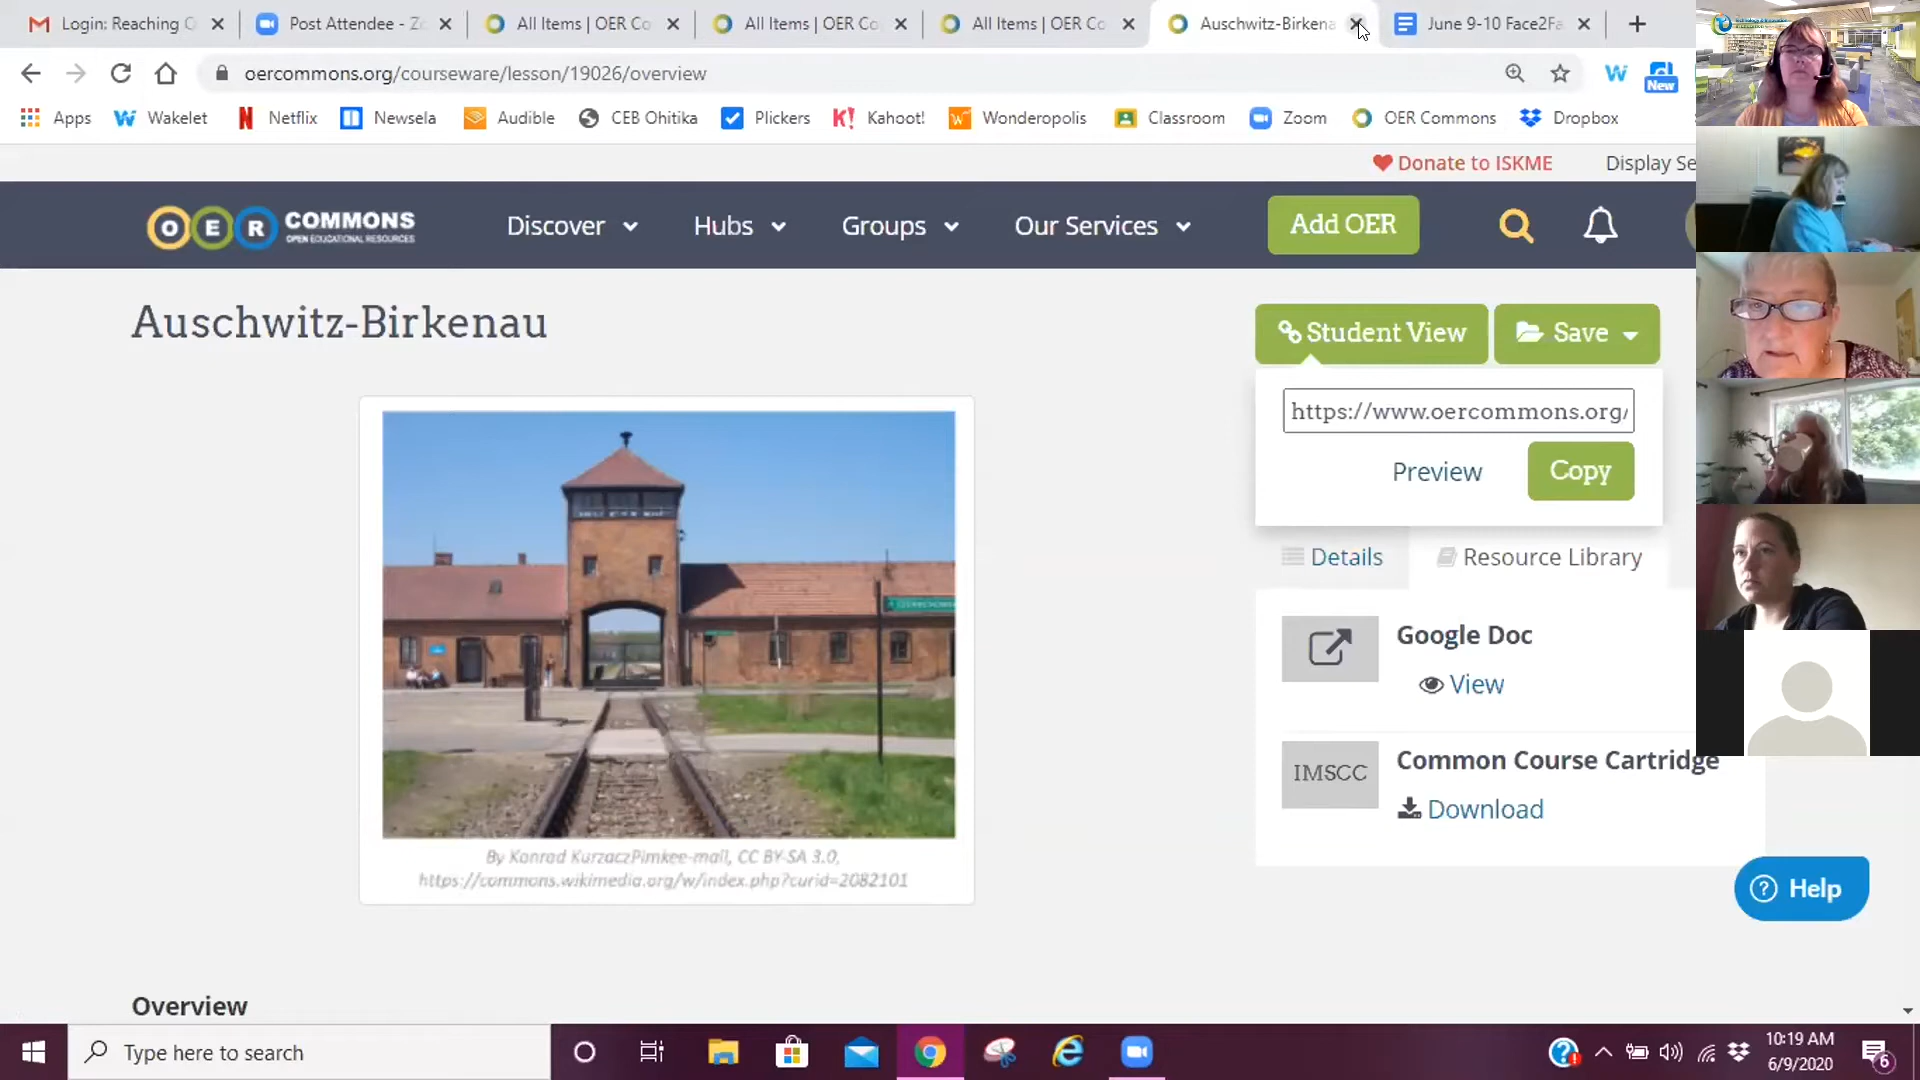 Login: Reaching
Post Attendee - Zo
All Items | OER Co
All Items | OER Co
All Items | OER Co
Auschwitz-Birkena
June 9-10 Face2Fa
oercommons.org/courseware/lesson/19026/overview
New
Apps
Wakelet
Netflix
Newsela
Audible
CEB Ohitika
Plickers
Kahoot!
Wonderopolis
Classroom
Zoom
OER Commons
Dropbox
Donate to ISKME
Display Se
OER COMMONS
OPEN EDUCATIONAL RESOURCES
Discover
Hubs
Groups
Our Services
Add OER
Auschwitz-Birkenau
Student View
Save
https://www.oercommons.org/
Preview
Copy
Details
Resource Library
Google Doc
View
IMSCC
Common Course Cartridge
Download
By Konrad KurzaczPimkee-mail, CC BY-SA 3.0,
https://commons.wikimedia.org/w/index.php?curid=2082101
Help
Overview
Type here to search
10:19 AM
6/9/2020
6